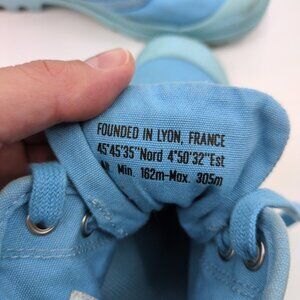 FOUNDED IN LYON, FRANCE
45°45'35"Nord 4°50'32"Est
Alt. Min. 162m-Max. 305m